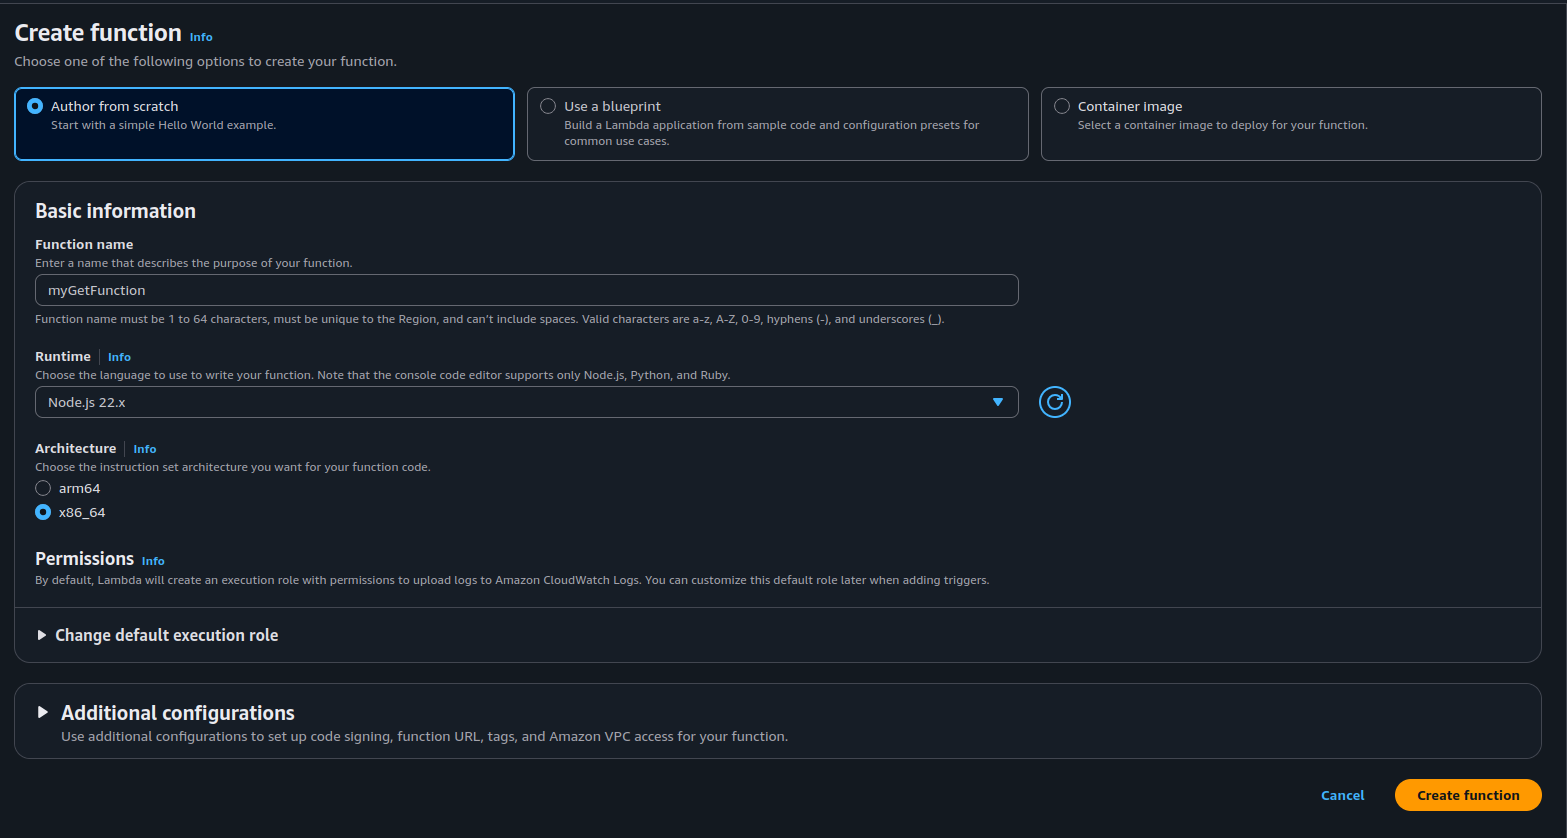 Create function Info
Choose one of the following options to create your function.
Author from scratch
Start with a simple Hello World example.
Use a blueprint
Build a Lambda application from sample code and configuration presets for
common use cases.
Container image
Select a container image to deploy for your function.
Basic information
Function name
Enter a name that describes the purpose of your function.
myGetFunction
Function name must be 1 to 64 characters, must be unique to the Region, and can't include spaces. Valid characters are a-z, A-Z, 0-9, hyphens (-), and underscores (_).
Runtime Info
Choose the language to use to write your function. Note that the console code editor supports only Node.js, Python, and Ruby.
Node.js 22.x
Architecture Info
Choose the instruction set architecture you want for your function code.
arm64
x86_64
Permissions Info
By default, Lambda will create an execution role with permissions to upload logs to Amazon CloudWatch Logs. You can customize this default role later when adding triggers.
Change default execution role
Additional configurations
Use additional configurations to set up code signing, function URL, tags, and Amazon VPC access for your function.
Cancel
Create function